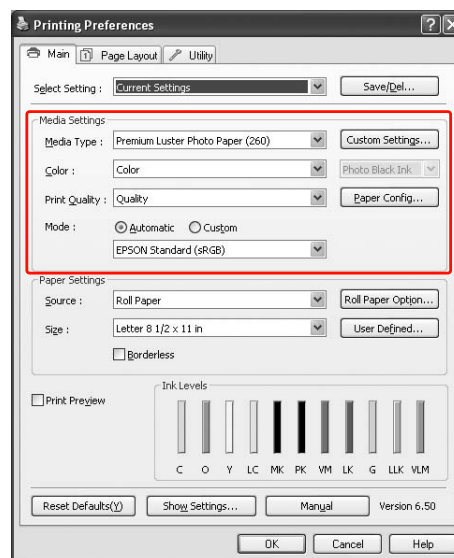 Printing Preferences
Main Page Layout Utility
Select Setting : Current Settings Save/Del...
Media Settings
Media Type : Premium Luster Photo Paper (260) Custom Settings...
Color : Color Photo Black Ink
Print Quality : Quality Paper Config...
Mode : Automatic Custom
EPSON Standard (sRGB)
Paper Settings
Source : Roll Paper Roll Paper Option...
Size : Letter 8 1/2 x 11 in User Defined...
Borderless
Print Preview Ink Levels
C O Y LC MK PK VM LK G LLK VLM
Reset Defaults(Y) Show Settings... Manual Version 6.50
OK Cancel Help